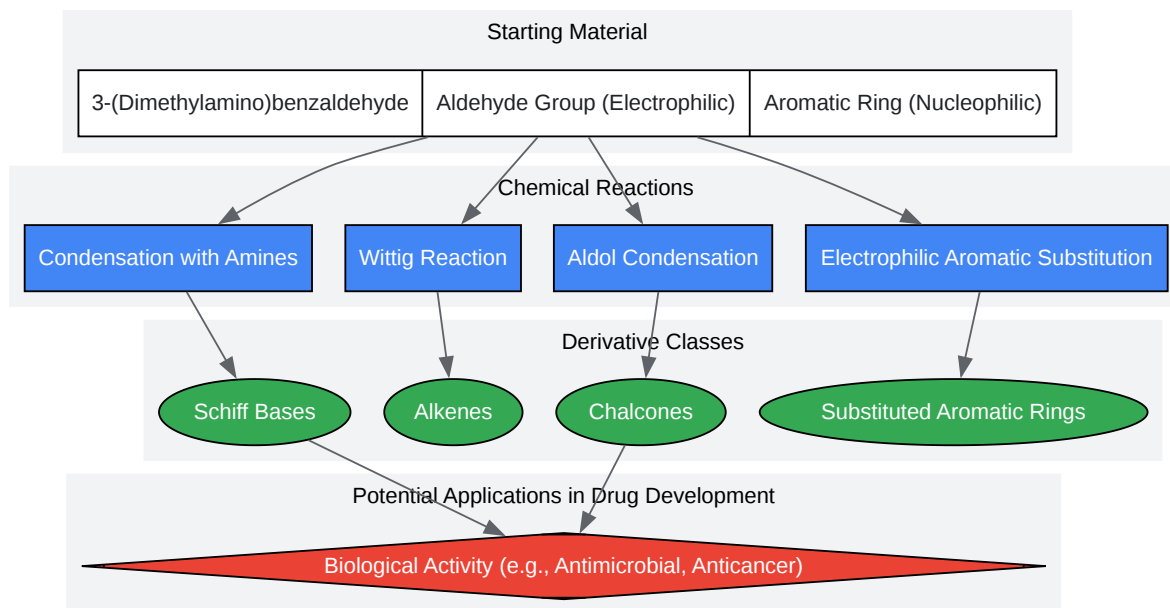 Starting Material
3-(Dimethylamino)benzaldehyde
Aldehyde Group (Electrophilic)
Aromatic Ring (Nucleophilic)
Chemical Reactions
Condensation with Amines
Wittig Reaction
Aldol Condensation
Electrophilic Aromatic Substitution
Derivative Classes
Schiff Bases
Alkenes
Chalcones
Substituted Aromatic Rings
Potential Applications in Drug Development
Biological Activity (e.g., Antimicrobial, Anticancer)